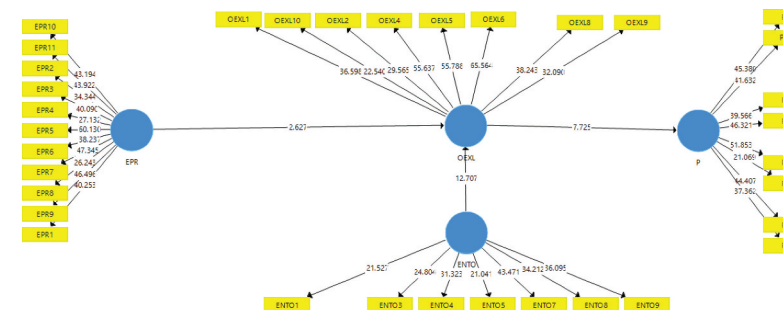 OEXL1 OEXL10 OEXL2 OEXL4 OEXL5 OEXL6 OEXL8 OEXL9
EPR10
EPR11
EPR2
EPR3
EPR4
EPR5
EPR6
EPR7
EPR8
EPR9
EPR1
43.194
43.922
34.344
40.090
27.132
60.130
38.237
47.345
26.243
46.496
40.253
EPR
36.598 22.540 29.565 55.637 55.788 65.564 38.243 32.090
2.627
OEXL
7.725
12.707
45.380
41.632
39.566
46.321
51.853
21.069
44.407
37.362
P
ENTO
21.527 24.804 31.323 21.041 43.471 34.212 36.095
ENTO1 ENTO3 ENTO4 ENTO5 ENTO7 ENTO8 ENTO9